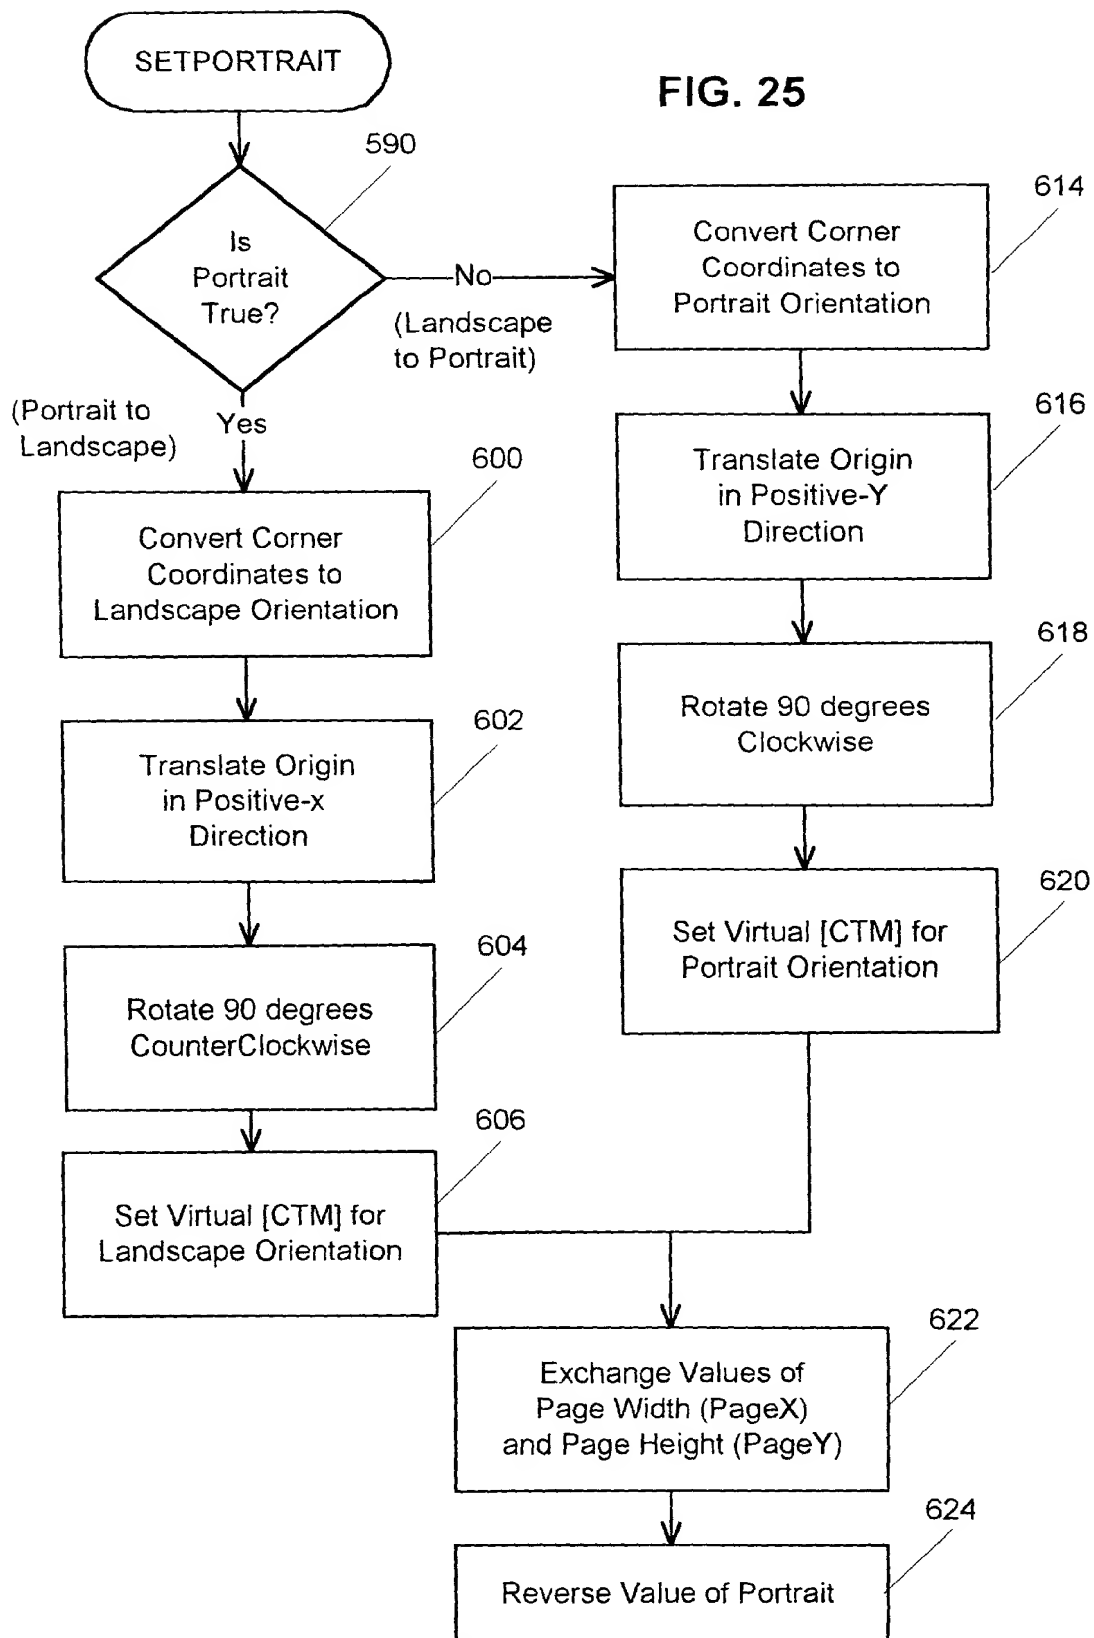 SETPORTRAIT
FIG. 25
590
Is
Portrait
True?
No
(Landscape
to Portrait)
(Portrait to
Landscape)
Yes
600
Convert Corner
Coordinates to
Landscape Orientation
602
Translate Origin
in Positive-x
Direction
604
Rotate 90 degrees
CounterClockwise
606
Set Virtual [CTM] for
Landscape Orientation
614
Convert Corner
Coordinates to
Portrait Orientation
616
Translate Origin
in Positive-Y
Direction
618
Rotate 90 degrees
Clockwise
620
Set Virtual [CTM] for
Portrait Orientation
622
Exchange Values of
Page Width (PageX)
and Page Height (PageY)
624
Reverse Value of Portrait